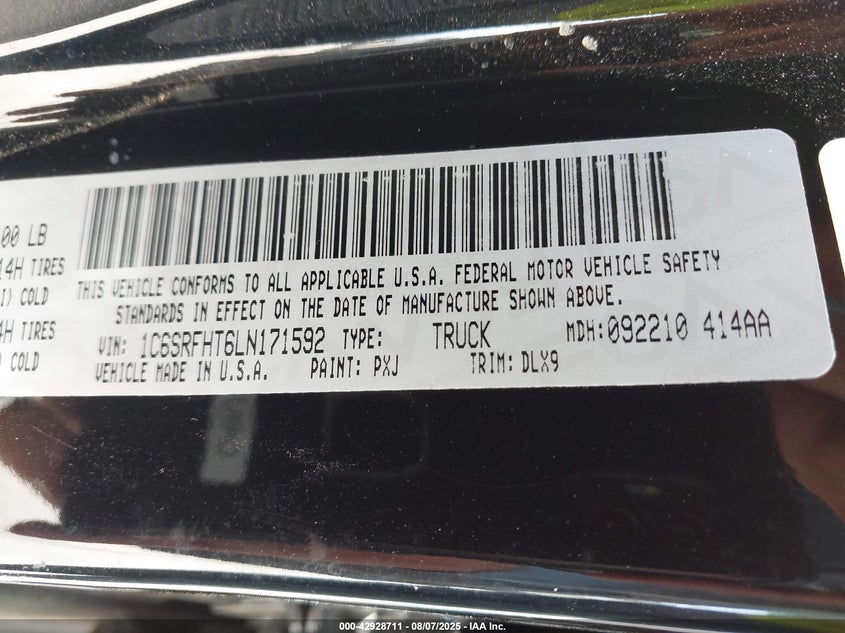 00 LB
14H TIRES
I) COLD
4H TIRES
COLD
THIS VEHICLE CONFORMS TO ALL APPLICABLE U.S.A. FEDERAL MOTOR VEHICLE SAFETY
STANDARDS IN EFFECT ON THE DATE OF MANUFACTURE SHOWN ABOVE.
VIN: 1C6SRFHT6LN171592 TYPE: TRUCK MDH:092210 414AA
VEHICLE MADE IN U.S.A. PAINT: PXJ TRIM: DLX9
000-42928711 - 08/07/2025 - IAA Inc.